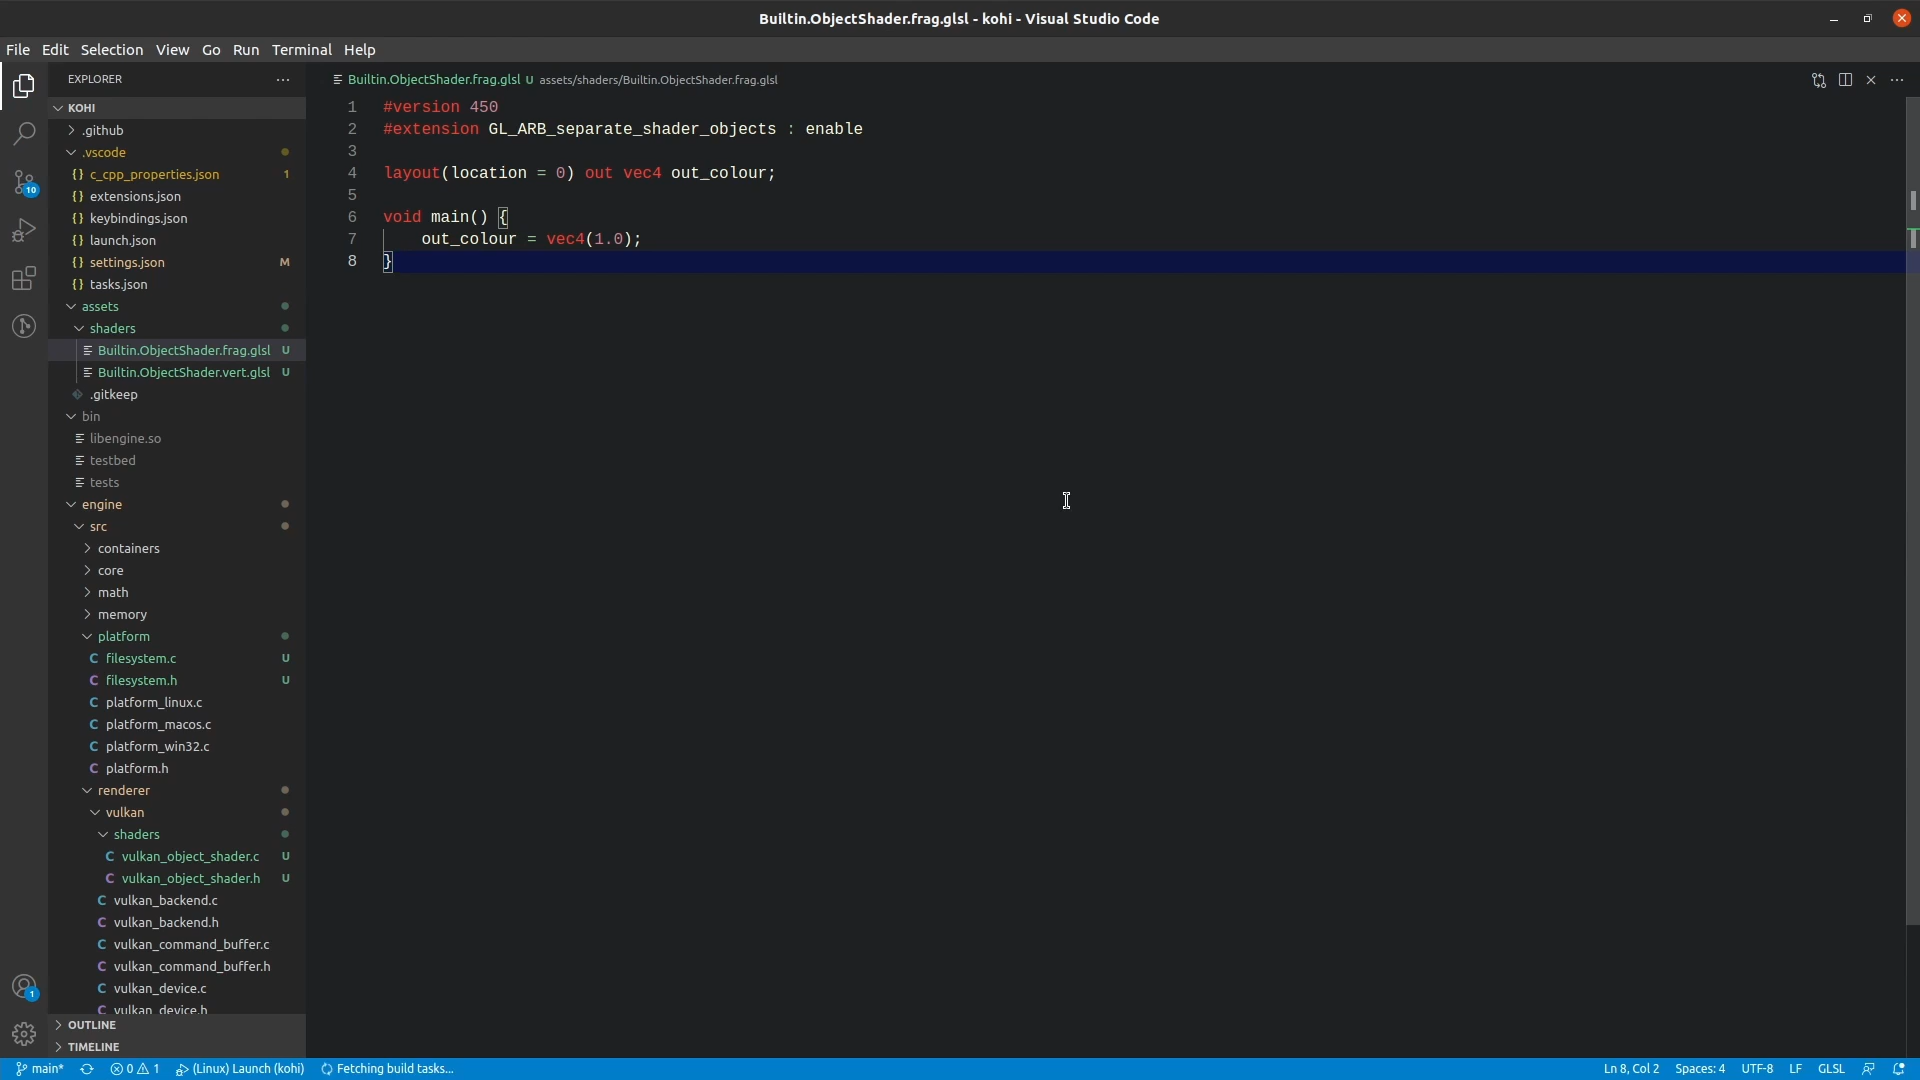 Builtin.ObjectShader.frag.glsl - kohi - Visual Studio Code
File Edit Selection View Go Run Terminal Help
EXPLORER
KOHI
.github
.vscode
c_cpp_properties.json 1
extensions.json
keybindings.json
launch.json
settings.json M
tasks.json
assets
shaders
Builtin.ObjectShader.frag.glsl U
Builtin.ObjectShader.vert.glsl U
.gitkeep
bin
libengine.so
testbed
tests
engine
src
containers
core
math
memory
platform
filesystem.c U
filesystem.h U
platform_linux.c
platform_macos.c
platform_win32.c
platform.h
renderer
vulkan
shaders
vulkan_object_shader.c U
vulkan_object_shader.h U
vulkan_backend.c
vulkan_backend.h
vulkan_command_buffer.c
vulkan_command_buffer.h
vulkan_device.c
vulkan_device.h
OUTLINE
TIMELINE
10
1
Builtin.ObjectShader.frag.glsl U assets/shaders/Builtin.ObjectShader.frag.glsl
1 #version 450
2 #extension GL_ARB_separate_shader_objects : enable
3
4 layout(location = 0) out vec4 out_colour;
5
6 void main() {
7     out_colour = vec4(1.0);
8 }
main* 0 1 (Linux) Launch (kohi) Fetching build tasks... Ln 8, Col 2 Spaces: 4 UTF-8 LF GLSL